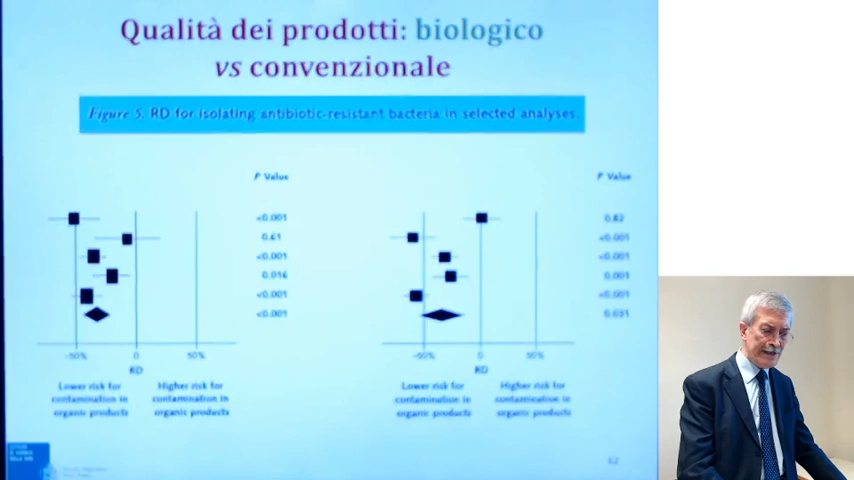 Qualità dei prodotti: biologico
vs convenzionale
Figure 5. RD for isolating antibiotic-resistant bacteria in selected analyses.
P Value
<0.001
0.61
<0.001
0.016
<0.001
<0.001
-50%
0
50%
RD
Lower risk for
contamination in
organic products
Higher risk for
contamination in
organic products
P Value
0.82
<0.001
<0.001
0.001
<0.001
0.031
-50%
0
50%
RD
Lower risk for
contamination in
organic products
Higher risk for
contamination in
organic products